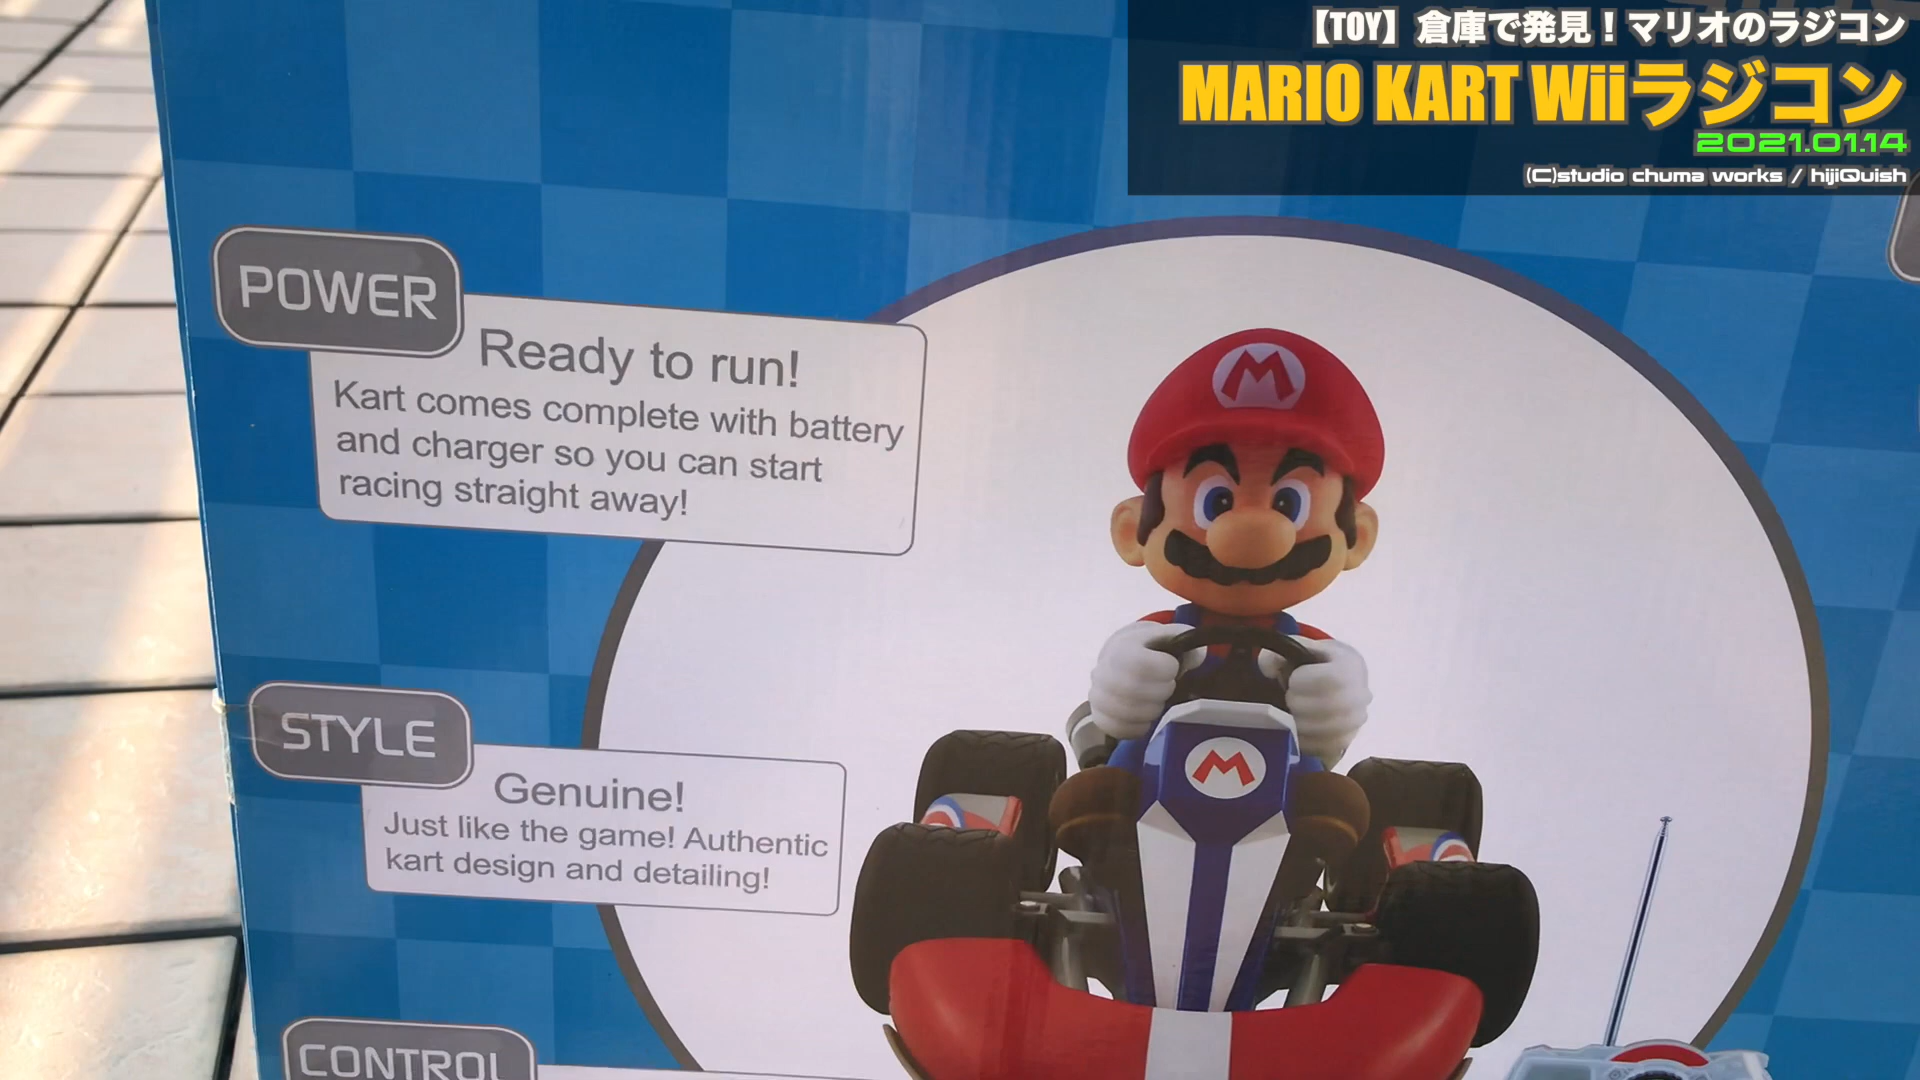 【TOY】倉庫で発見！マリオのラジコン
MARIO KART Wiiラジコン
2021.01.14
(C)studio chuma works / hijiQuish
POWER
Ready to run!
Kart comes complete with battery
and charger so you can start
racing straight away!
M
M
STYLE
Genuine!
Just like the game! Authentic
kart design and detailing!
CONTROL